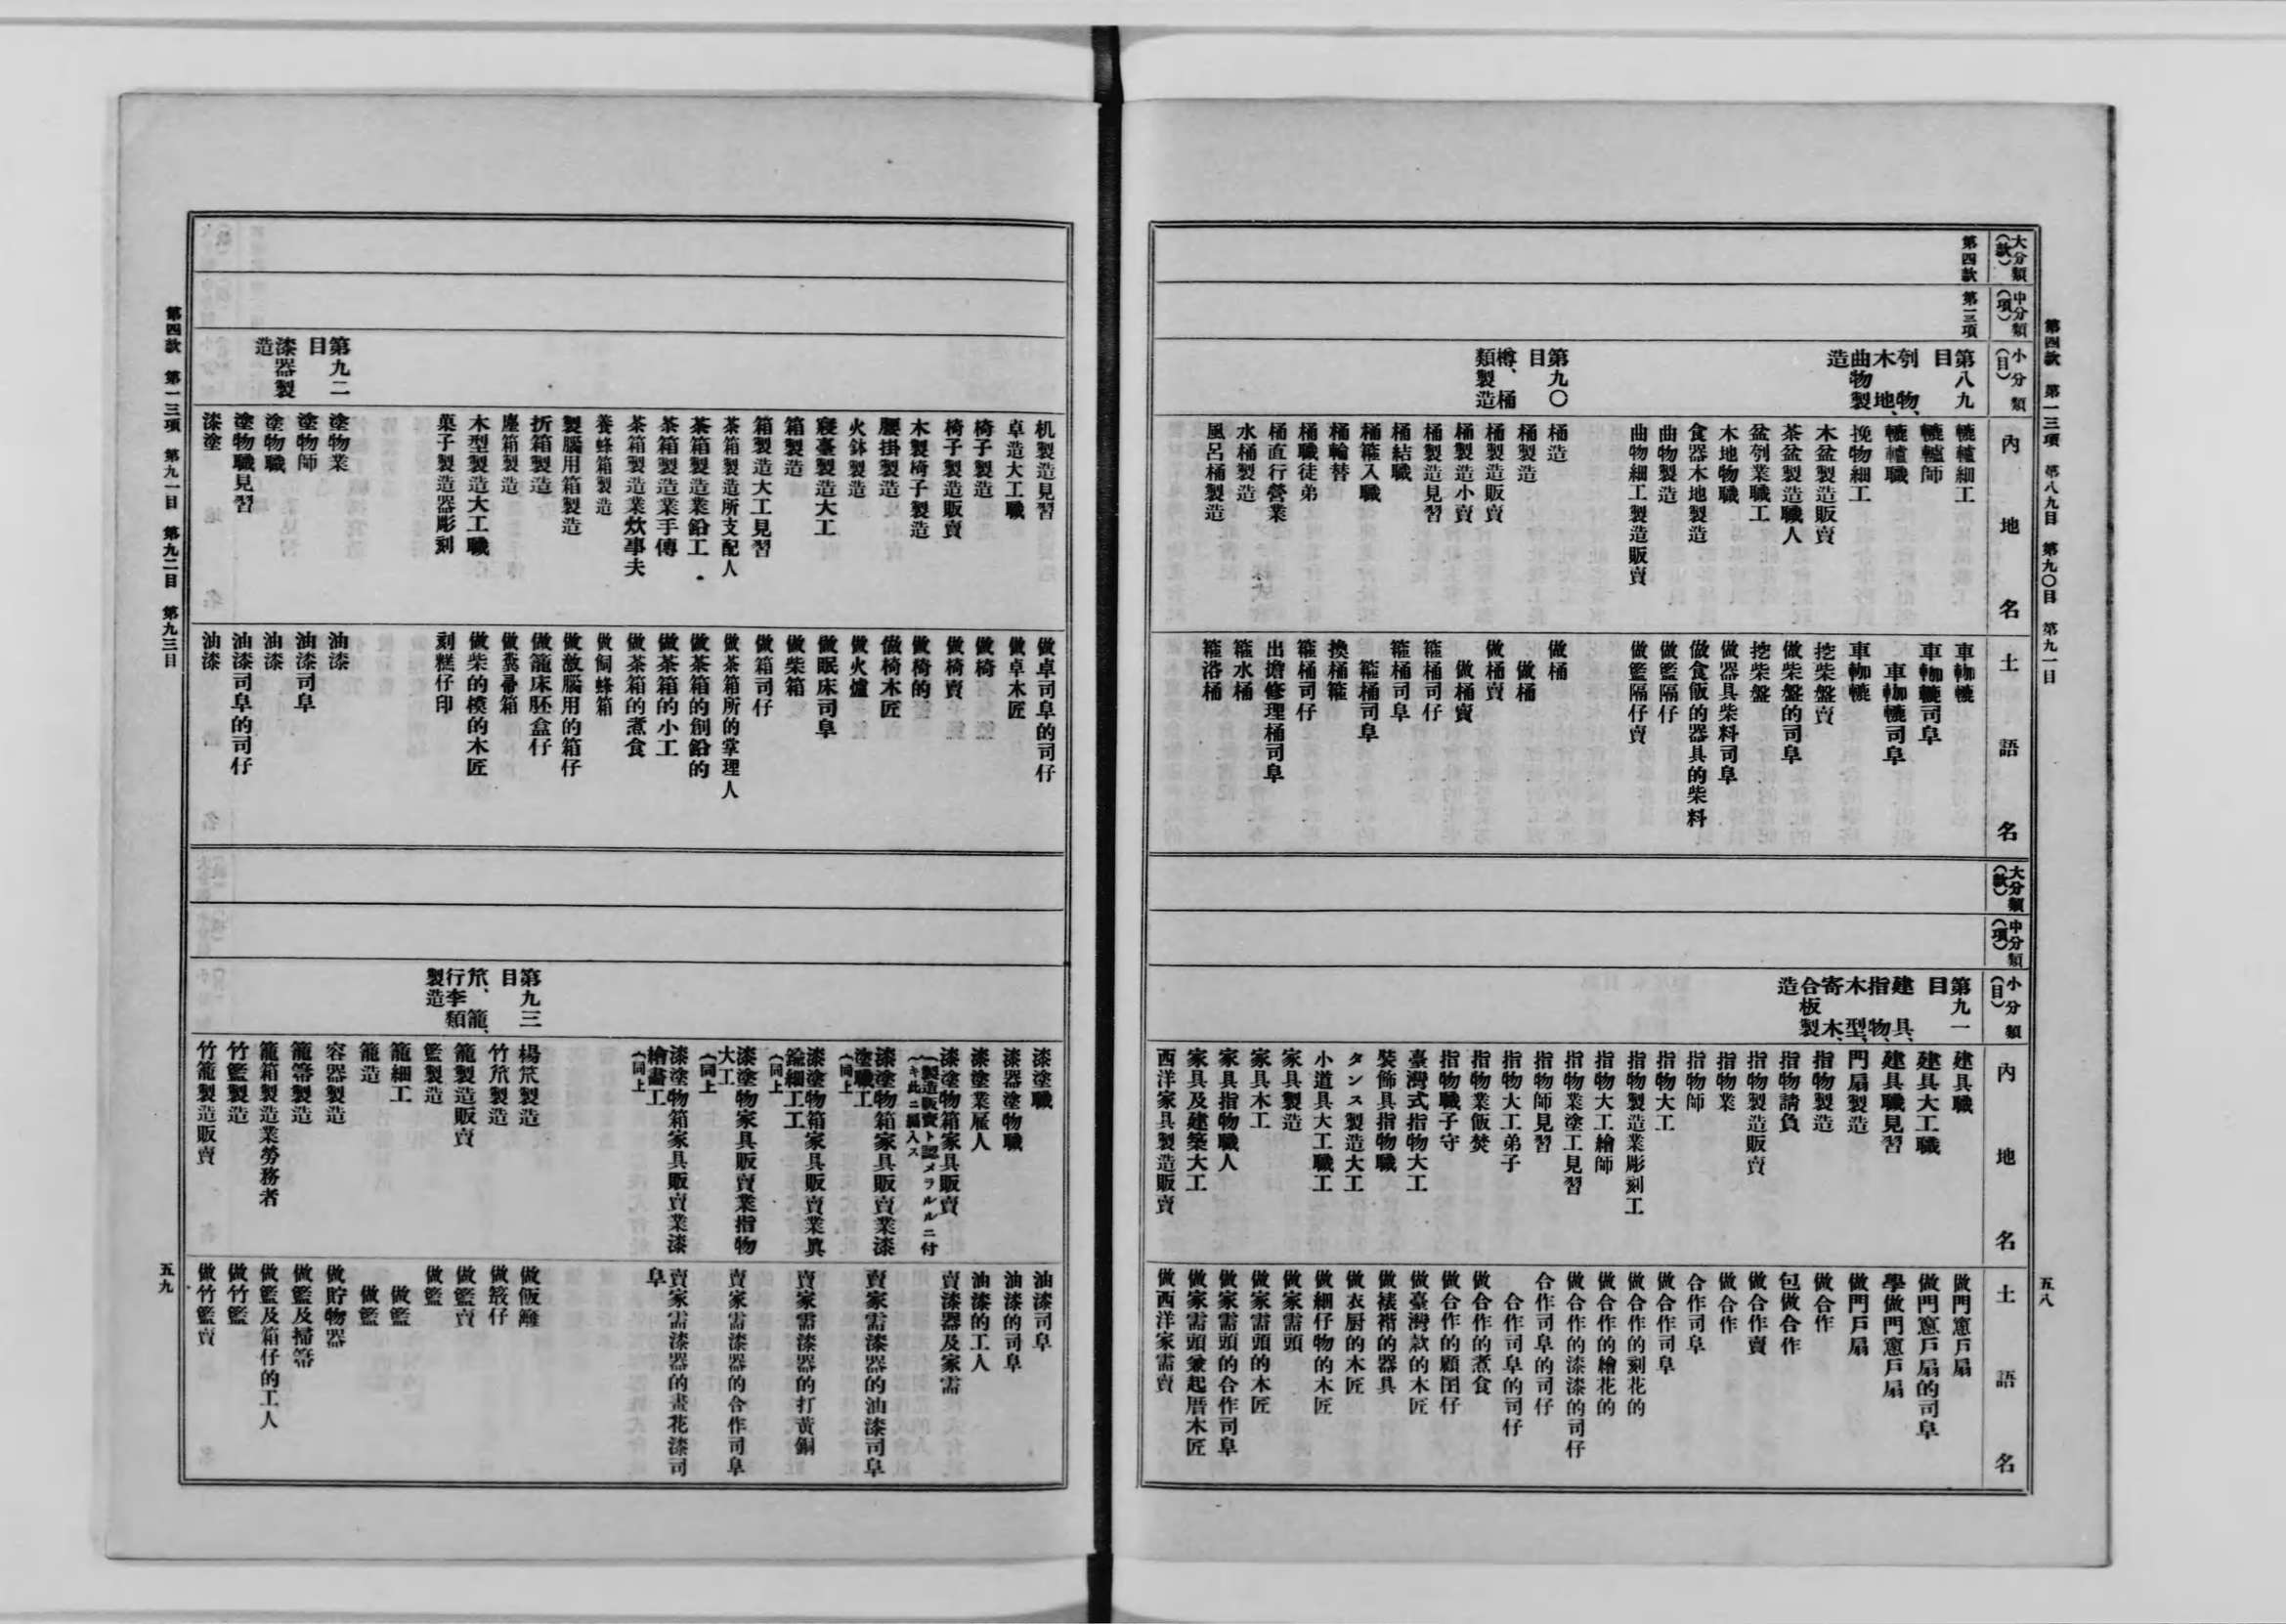 第四款 第一三項 第八九目 第九〇目 第九一目
大分類(款)
中分類(項)
小分類(目)
內地名
土語名
第四款
第一三項
第八九目
刳物、木地、曲物製造
轆轤細工
車枷轆
轆轤師
車枷轆司阜
轆轤職
車枷轆司阜
挽物細工
車枷轆
木盆製造販賣
挖柴盤賣
茶盆製造職人
做柴盤的司阜
盆刳業職工
挖柴盤
木地物職
做器具柴料司阜
食器木地製造
做食飯的器具的柴料
曲物製造
做籃隔仔
曲物細工製造販賣
做籃隔仔賣
第九〇目
樽、桶類製造
桶造
做桶
桶製造
做桶
桶製造販賣
做桶賣
桶製造小賣
做桶賣
桶製造見習
箍桶司仔
桶結職
箍桶司阜
桶箍入職
箍桶司阜
桶輪替
換桶箍
桶職徒弟
箍桶司仔
桶直行營業
出擔修理桶司阜
水桶製造
箍水桶
風呂桶製造
箍浴桶
大分類(款)
中分類(項)
小分類(目)
內地名
土語名
第九一目
建具、指物、木型、寄木、合板製造
建具職
做門窓戶扇
建具大工職
做門窓戶扇的司阜
建具職見習
學做門窓戶扇
門扇製造
做門戶扇
指物製造
做合作
指物請負
包做合作
指物製造販賣
做合作賣
指物業
做合作
指物師
合作司阜
指物大工
做合作司阜
指物製造業彫刻工
做合作的刻花的
指物大工繪師
做合作的繪花的
指物業塗工見習
做合作的漆漆的司仔
指物師見習
合作司阜的司仔
指物大工弟子
合作司阜的司仔
指物業飯焚
做合作的煮食
指物職子守
做合作的顧囝仔
臺灣式指物大工
做臺灣款的木匠
裝飾具指物職
做裱褙的器具
タンス製造大工
做衣厨的木匠
小道具大工職工
做細仔物的木匠
家具製造
做家需頭
家具木工
做家需頭的木匠
家具指物職人
做家需頭的合作司阜
家具及建築大工
做家需頭兼起厝木匠
西洋家具製造販賣
做西洋家需賣
五八
机製造見習
做卓司阜的司仔
卓造大工職
做卓木匠
椅子製造
做椅
椅子製造販賣
做椅賣
木製椅子製造
做椅的
腰掛製造
做椅木匠
火鉢製造
做火爐
寢臺製造大工
做眠床司阜
箱製造
做柴箱
箱製造大工見習
做箱司仔
茶箱製造所支配人
做茶箱所的掌理人
茶箱製造業鉛工
做茶箱的創鉛的
茶箱製造業手傳
做茶箱的小工
茶箱製造業炊事夫
做茶箱的煮食
養蜂箱製造
做飼蜂箱
製腦用箱製造
做敖腦用的箱仔
折箱製造
做籠床胚盒仔
塵箱製造
做糞帚箱
木型製造大工職
做柴的模的木匠
菓子製造器彫刻
刻糕仔印
第九二目
漆器製造
塗物業
油漆
塗物師
油漆司阜
塗物職
油漆
塗物職見習
油漆司阜的司仔
漆塗
油漆
漆塗職
油漆司阜
漆器塗物職
油漆的司阜
漆塗業雇人
油漆的工人
漆塗物箱家具販賣
(製造販賣ト認メラルルニ付キ此ニ編入ス
賣漆器及家需
漆塗物箱家具販賣業漆塗職工
(同上
賣家需漆器的油漆司阜
漆塗物箱家具販賣業眞鍮細工工
(同上
賣家需漆器的打黃銅
漆塗物家具販賣業指物大工
(同上
賣家需漆器的合作司阜
漆塗物箱家具販賣業漆繪畵工
(同上
賣家需漆器的畫花漆司阜
第九三目
笊、籠、行李類製造
楊笊製造
做飯籬
竹笊製造
做笯仔
籠製造販賣
做籃賣
籃製造
做籃
籠細工
做籃
籠造
做籃
容器製造
做貯物器
籠箒製造
做籃及掃箒
籠箱製造業勞務者
做籃及箱仔的工人
竹籃製造
做竹籃
竹籠製造販賣
做竹籃賣
第四款 第一三項 第九一目 第九二目 第九三目
五九